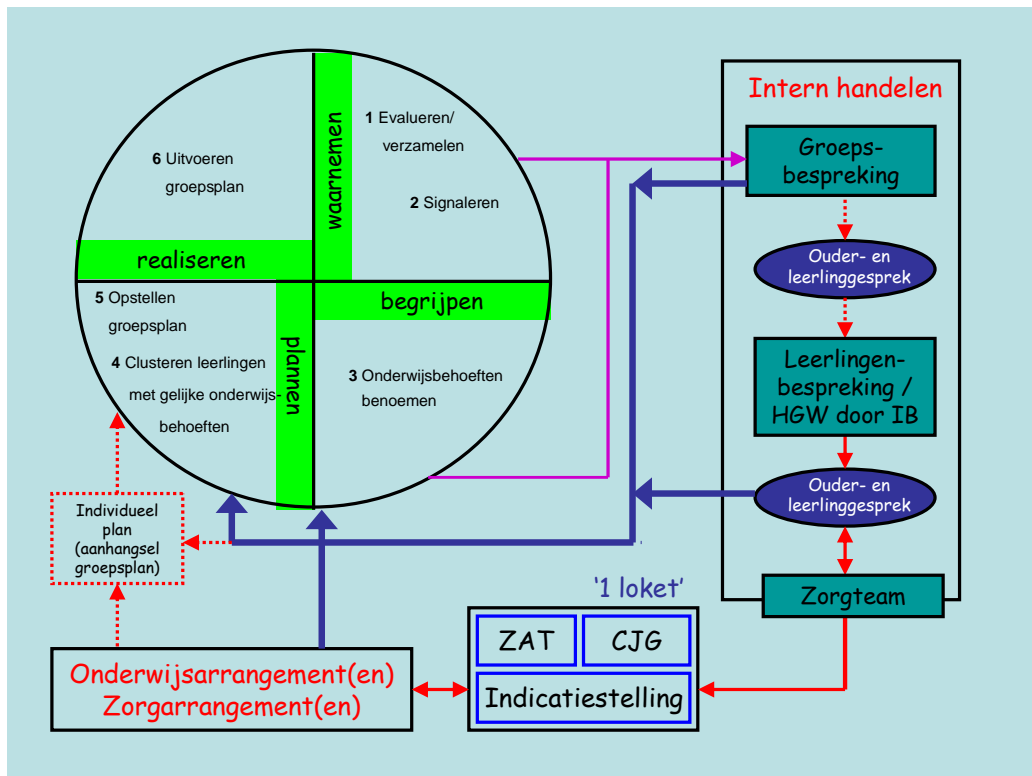 waarnemen
1 Evalueren/
verzamelen
2 Signaleren
6 Uitvoeren
groepsplan
realiseren
begrijpen
5 Opstellen
groepsplan
4 Clusteren leerlingen
met gelijke onderwijs-
behoeften
plannen
3 Onderwijsbehoeften
benoemen
Intern handelen
Groeps-
bespreking
Ouder- en
leerlinggesprek
Leerlingen-
bespreking /
HGW door IB
Ouder- en
leerlinggesprek
Zorgteam
Individueel
plan
(aanhangsel
groepsplan)
‘1 loket’
ZAT
CJG
Indicatiestelling
Onderwijsarrangement(en)
Zorgarrangement(en)